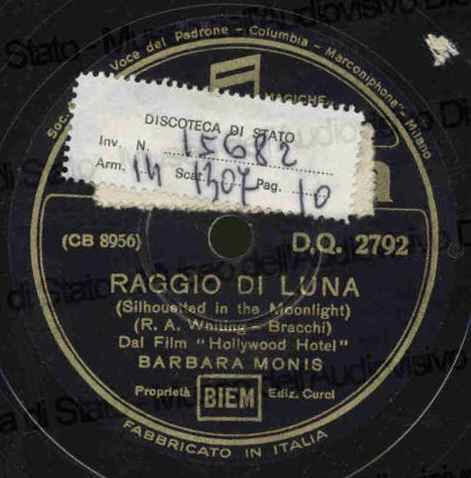 Soc. Voce del Padrone - Columbia - Marconiphone - Milano
MAGICHE
DISCOTECA DI STATO
Inv. N. 15682
Arm. 14 Scaf. 1307 Pag. 10
(CB 8956)
D.Q. 2792
RAGGIO DI LUNA
(Silhouetted in the Moonlight)
(R. A. Whiting - Bracchi)
Dal Film "Hollywood Hotel"
BARBARA MONIS
Proprietà BIEM Ediz. Curci
FABBRICATO IN ITALIA